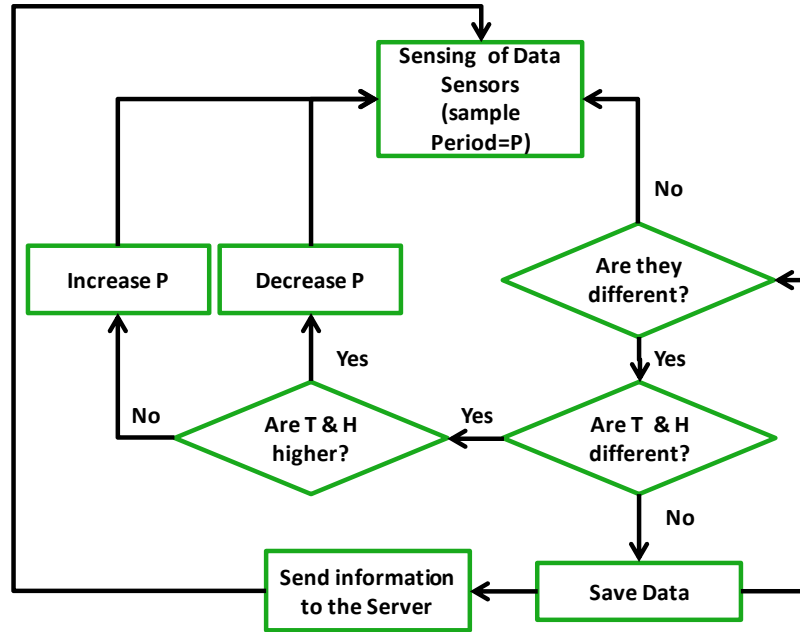 Sensing of Data
Sensors
(sample
Period=P)
No
Increase P
Decrease P
Are they
different?
Yes
Yes
No
Are T & H
higher?
Yes
Are T & H
different?
No
Send information
to the Server
Save Data